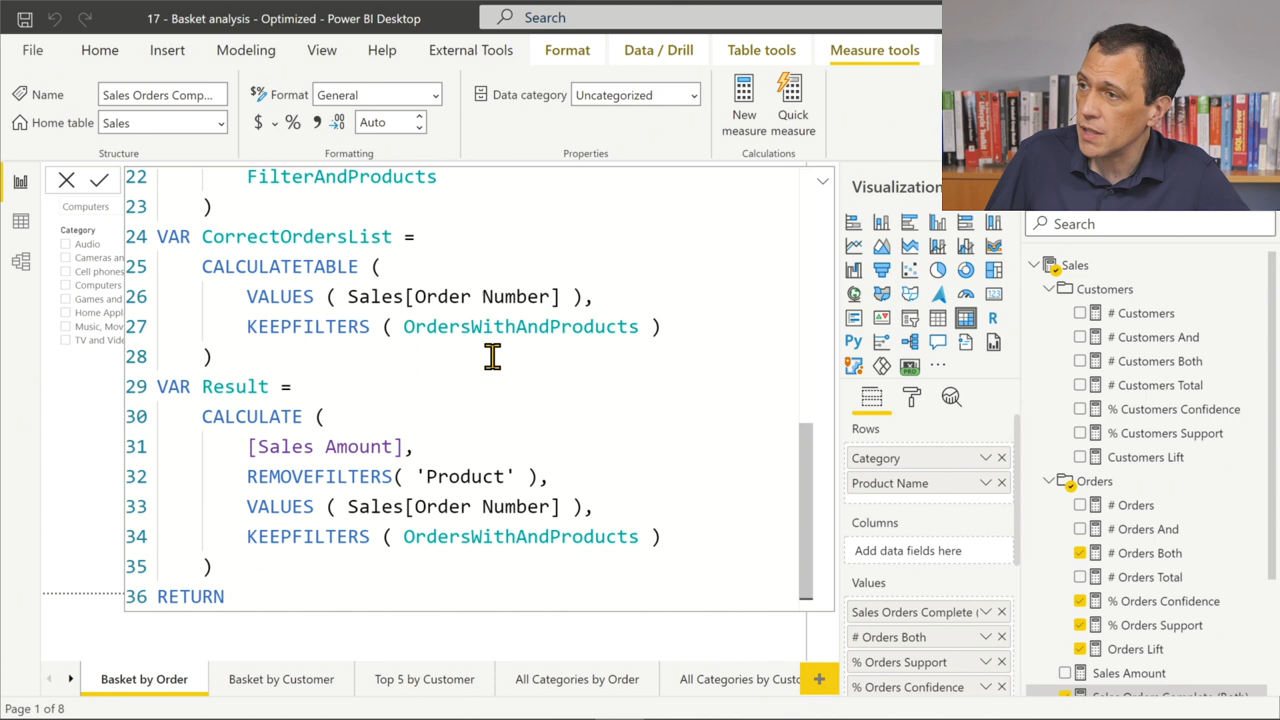 17 - Basket analysis - Optimized - Power BI Desktop
Search
File
Home
Insert
Modeling
View
Help
External Tools
Format
Data / Drill
Table tools
Measure tools
Name
Sales Orders Comp...
Home table
Sales
Structure
Format
General
$
%
Auto
Formatting
Data category
Uncategorized
Properties
New
measure
Quick
measure
Calculations
Computers
Category
Audio
Cameras an
Cell phones
Computers
Games and
Home Appl
Music, Mov
TV and Vide
22 FilterAndProducts
23 )
24 VAR CorrectOrdersList =
25 CALCULATETABLE (
26 VALUES ( Sales[Order Number] ),
27 KEEPFILTERS ( OrdersWithAndProducts )
28 )
29 VAR Result =
30 CALCULATE (
31 [Sales Amount],
32 REMOVEFILTERS( 'Product' ),
33 VALUES ( Sales[Order Number] ),
34 KEEPFILTERS ( OrdersWithAndProducts )
35 )
36 RETURN
Visualization
R
Py
PRO
Rows
Category
Product Name
Columns
Add data fields here
Values
Sales Orders Complete (
# Orders Both
% Orders Support
% Orders Confidence
Search
Sales
Customers
# Customers
# Customers And
# Customers Both
# Customers Total
% Customers Confidence
% Customers Support
Customers Lift
Orders
# Orders
# Orders And
# Orders Both
# Orders Total
% Orders Confidence
% Orders Support
Orders Lift
Sales Amount
Sales Orders Complete (Both)
Basket by Order
Basket by Customer
Top 5 by Customer
All Categories by Order
All Categories by Custo
Page 1 of 8